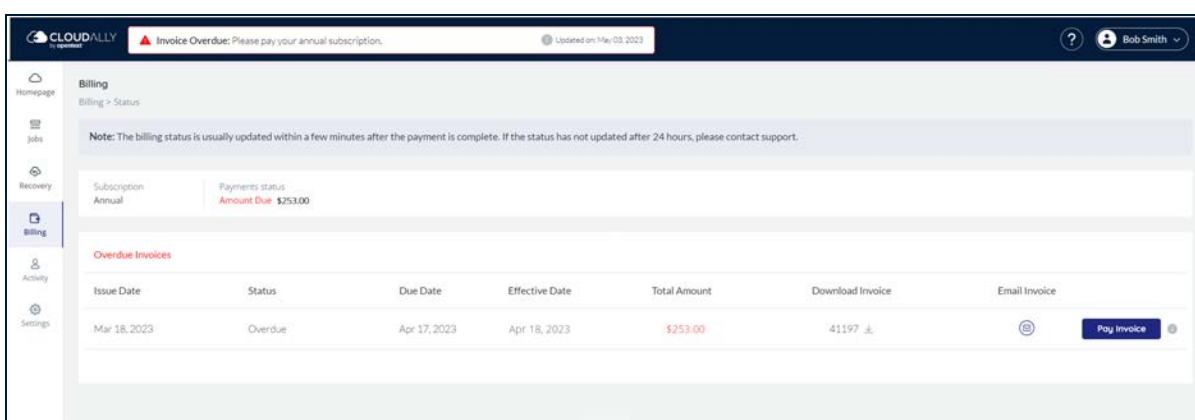 CLOUDALLY
by opentext
Invoice Overdue: Please pay your annual subscription.
Updated on: May 03, 2023
?
Bob Smith
Homepage
Jobs
Recovery
Billing
Activity
Settings
Billing
Billing > Status
Note: The billing status is usually updated within a few minutes after the payment is complete. If the status has not updated after 24 hours, please contact support.
Subscription
Annual
Payments status
Amount Due $253.00
Overdue Invoices
Issue Date Status Due Date Effective Date Total Amount Download Invoice Email Invoice
Mar 18, 2023 Overdue Apr 17, 2023 Apr 18, 2023 $253.00 41197 Pay Invoice